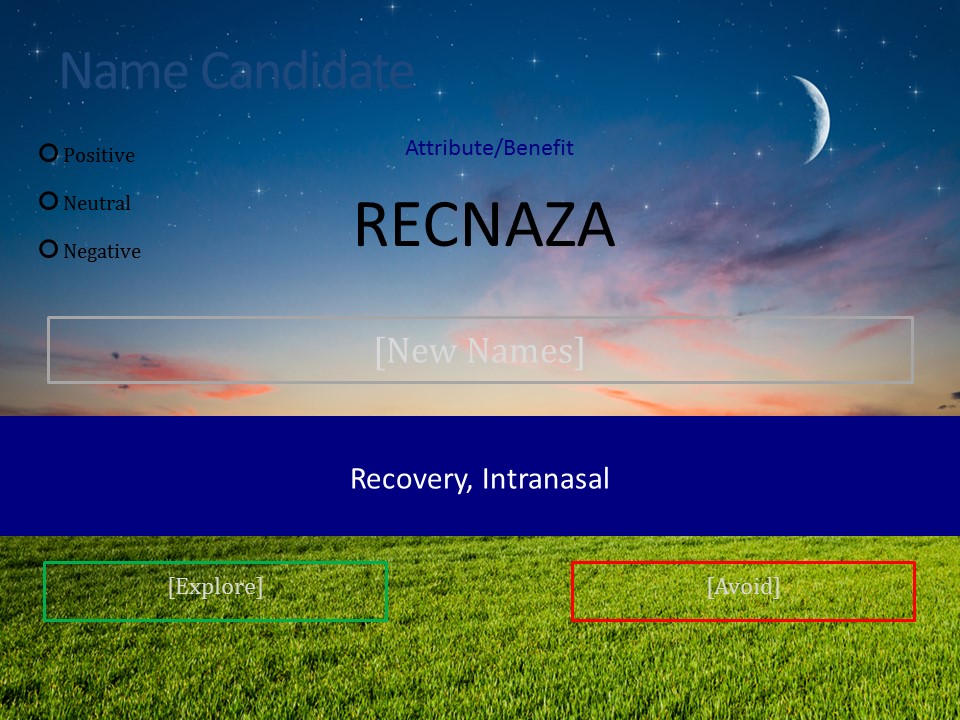 Name Candidate
Attribute/Benefit
Positive
Neutral
Negative
RECNAZA
[New Names]
Recovery, Intranasal
[Explore]
[Avoid]